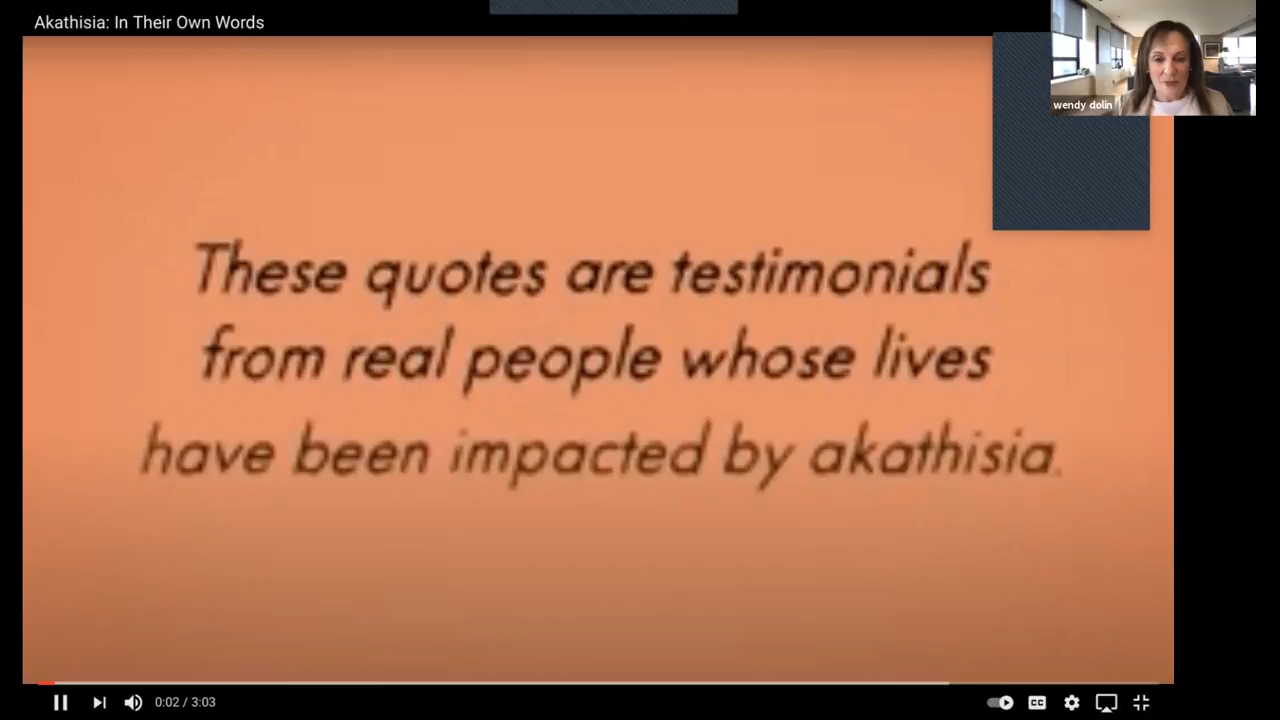 Akathisia: In Their Own Words
wendy dolin
These quotes are testimonials
from real people whose lives
have been impacted by akathisia.
0:02 / 3:03
CC